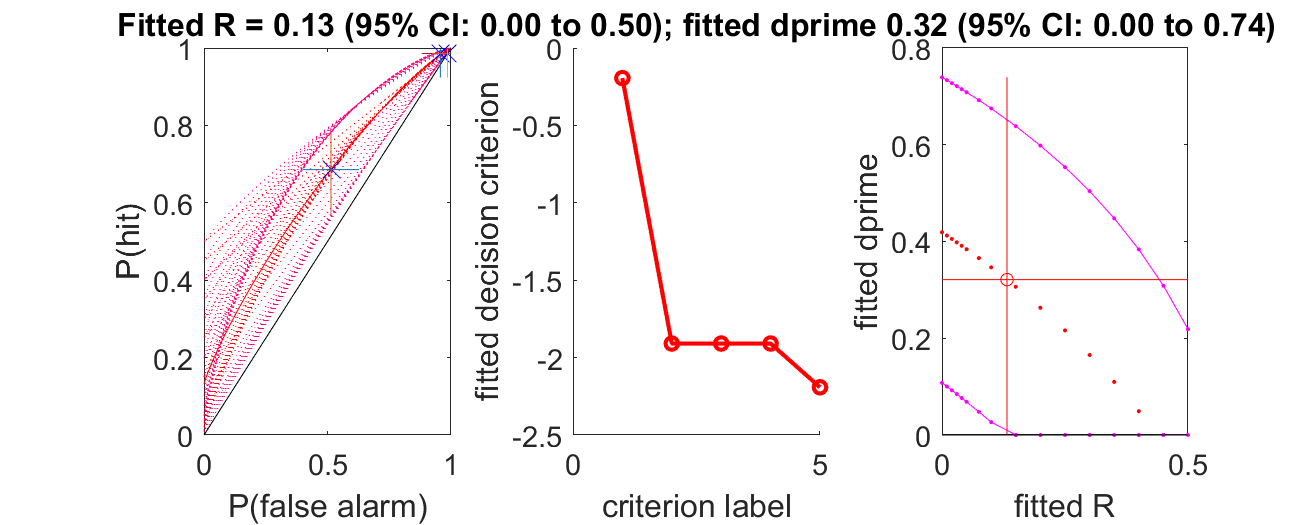 Fitted R = 0.13 (95% CI: 0.00 to 0.50); fitted dprime 0.32 (95% CI: 0.00 to 0.74)
P(hit)
1
0.8
0.6
0.4
0.2
0
0 0.5 1
P(false alarm)
fitted decision criterion
0
-0.5
-1
-1.5
-2
-2.5
0 5
criterion label
fitted dprime
0.8
0.6
0.4
0.2
0
0 0.5
fitted R